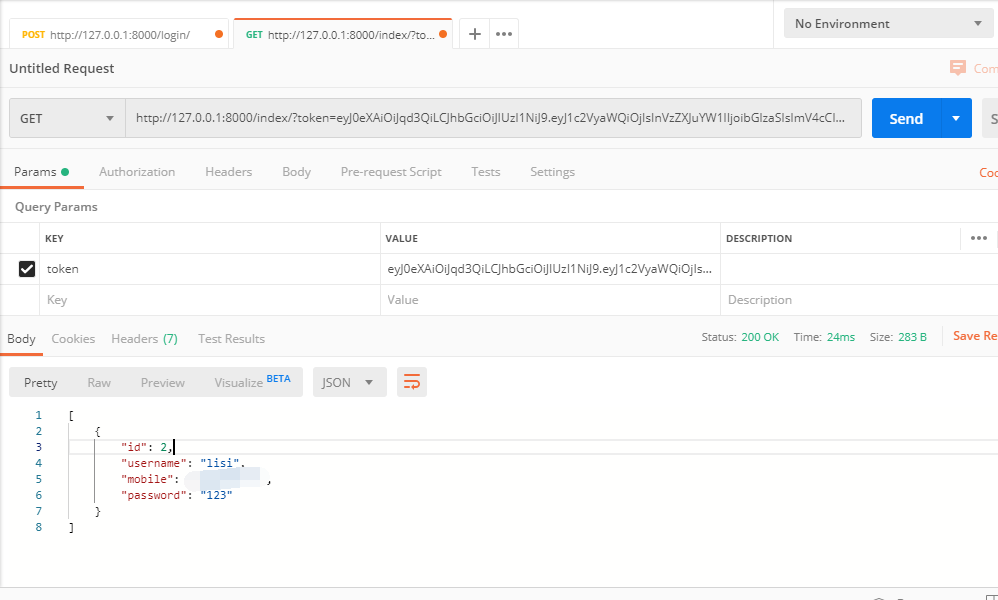 POST http://127.0.0.1:8000/login/
GET http://127.0.0.1:8000/index/?to...
No Environment
Untitled Request
Com
GET
http://127.0.0.1:8000/index/?token=eyJ0eXAiOiJqd3QiLCJhbGciOiJIUzI1NiJ9.eyJ1c2VyaWQiOjIsInVzZXJuYW1lIjoibGlzaSIsImV4cCI...
Send
S
Params
Authorization
Headers
Body
Pre-request Script
Tests
Settings
Coo
Query Params
KEY VALUE DESCRIPTION
token eyJ0eXAiOiJqd3QiLCJhbGciOiJIUzI1NiJ9.eyJ1c2VyaWQiOjIs...
Key Value Description
Body Cookies Headers (7) Test Results
Status: 200 OK Time: 24ms Size: 283 B
Save Re
Pretty Raw Preview Visualize BETA JSON
1 [
2 {
3 "id": 2,
4 "username": "lisi",
5 "mobile": ,
6 "password": "123"
7 }
8 ]